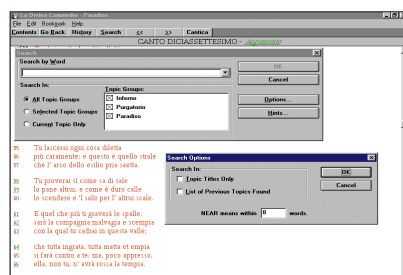 La Divina Commedia - Paradiso
File Edit Bookmark Help
Contents Go Back History Search << >> Cantica
CANTO DICIASSETTESIMO - Argomento
Search
Search by Word
OK
Cancel
Search In:
All Topic Groups
Selected Topic Groups
Current Topic Only
Topic Groups:
Inferno
Purgatorio
Paradiso
Options...
Hints...
55 Tu lascerai ogni cosa diletta
56 più caramente; e questo è quello strale
57 che l' arco dello esilio pria saetta.
58 Tu proverai sì come sa di sale
59 lo pane altrui, e come è duro calle
60 lo scendere e 'l salir per l' altrui scale.
61 E quel che più ti graverà le spalle,
62 sarà la compagnia malvagia e scempia
63 con la qual tu cadrai in questa valle;
64 che tutta ingrata, tutta matta ed empia
65 si farà contro a te; ma, poco appresso,
66 ella, non tu, n' avrà rossa la tempia.
Search Options
Search In:
Topic Titles Only
List of Previous Topics Found
NEAR means within 8 words.
OK
Cancel